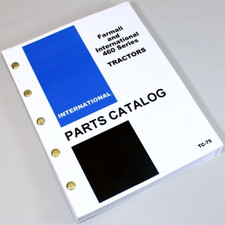 Farmall
and
International
460 Series
TRACTORS
INTERNATIONAL
PARTS CATALOG
TC-75